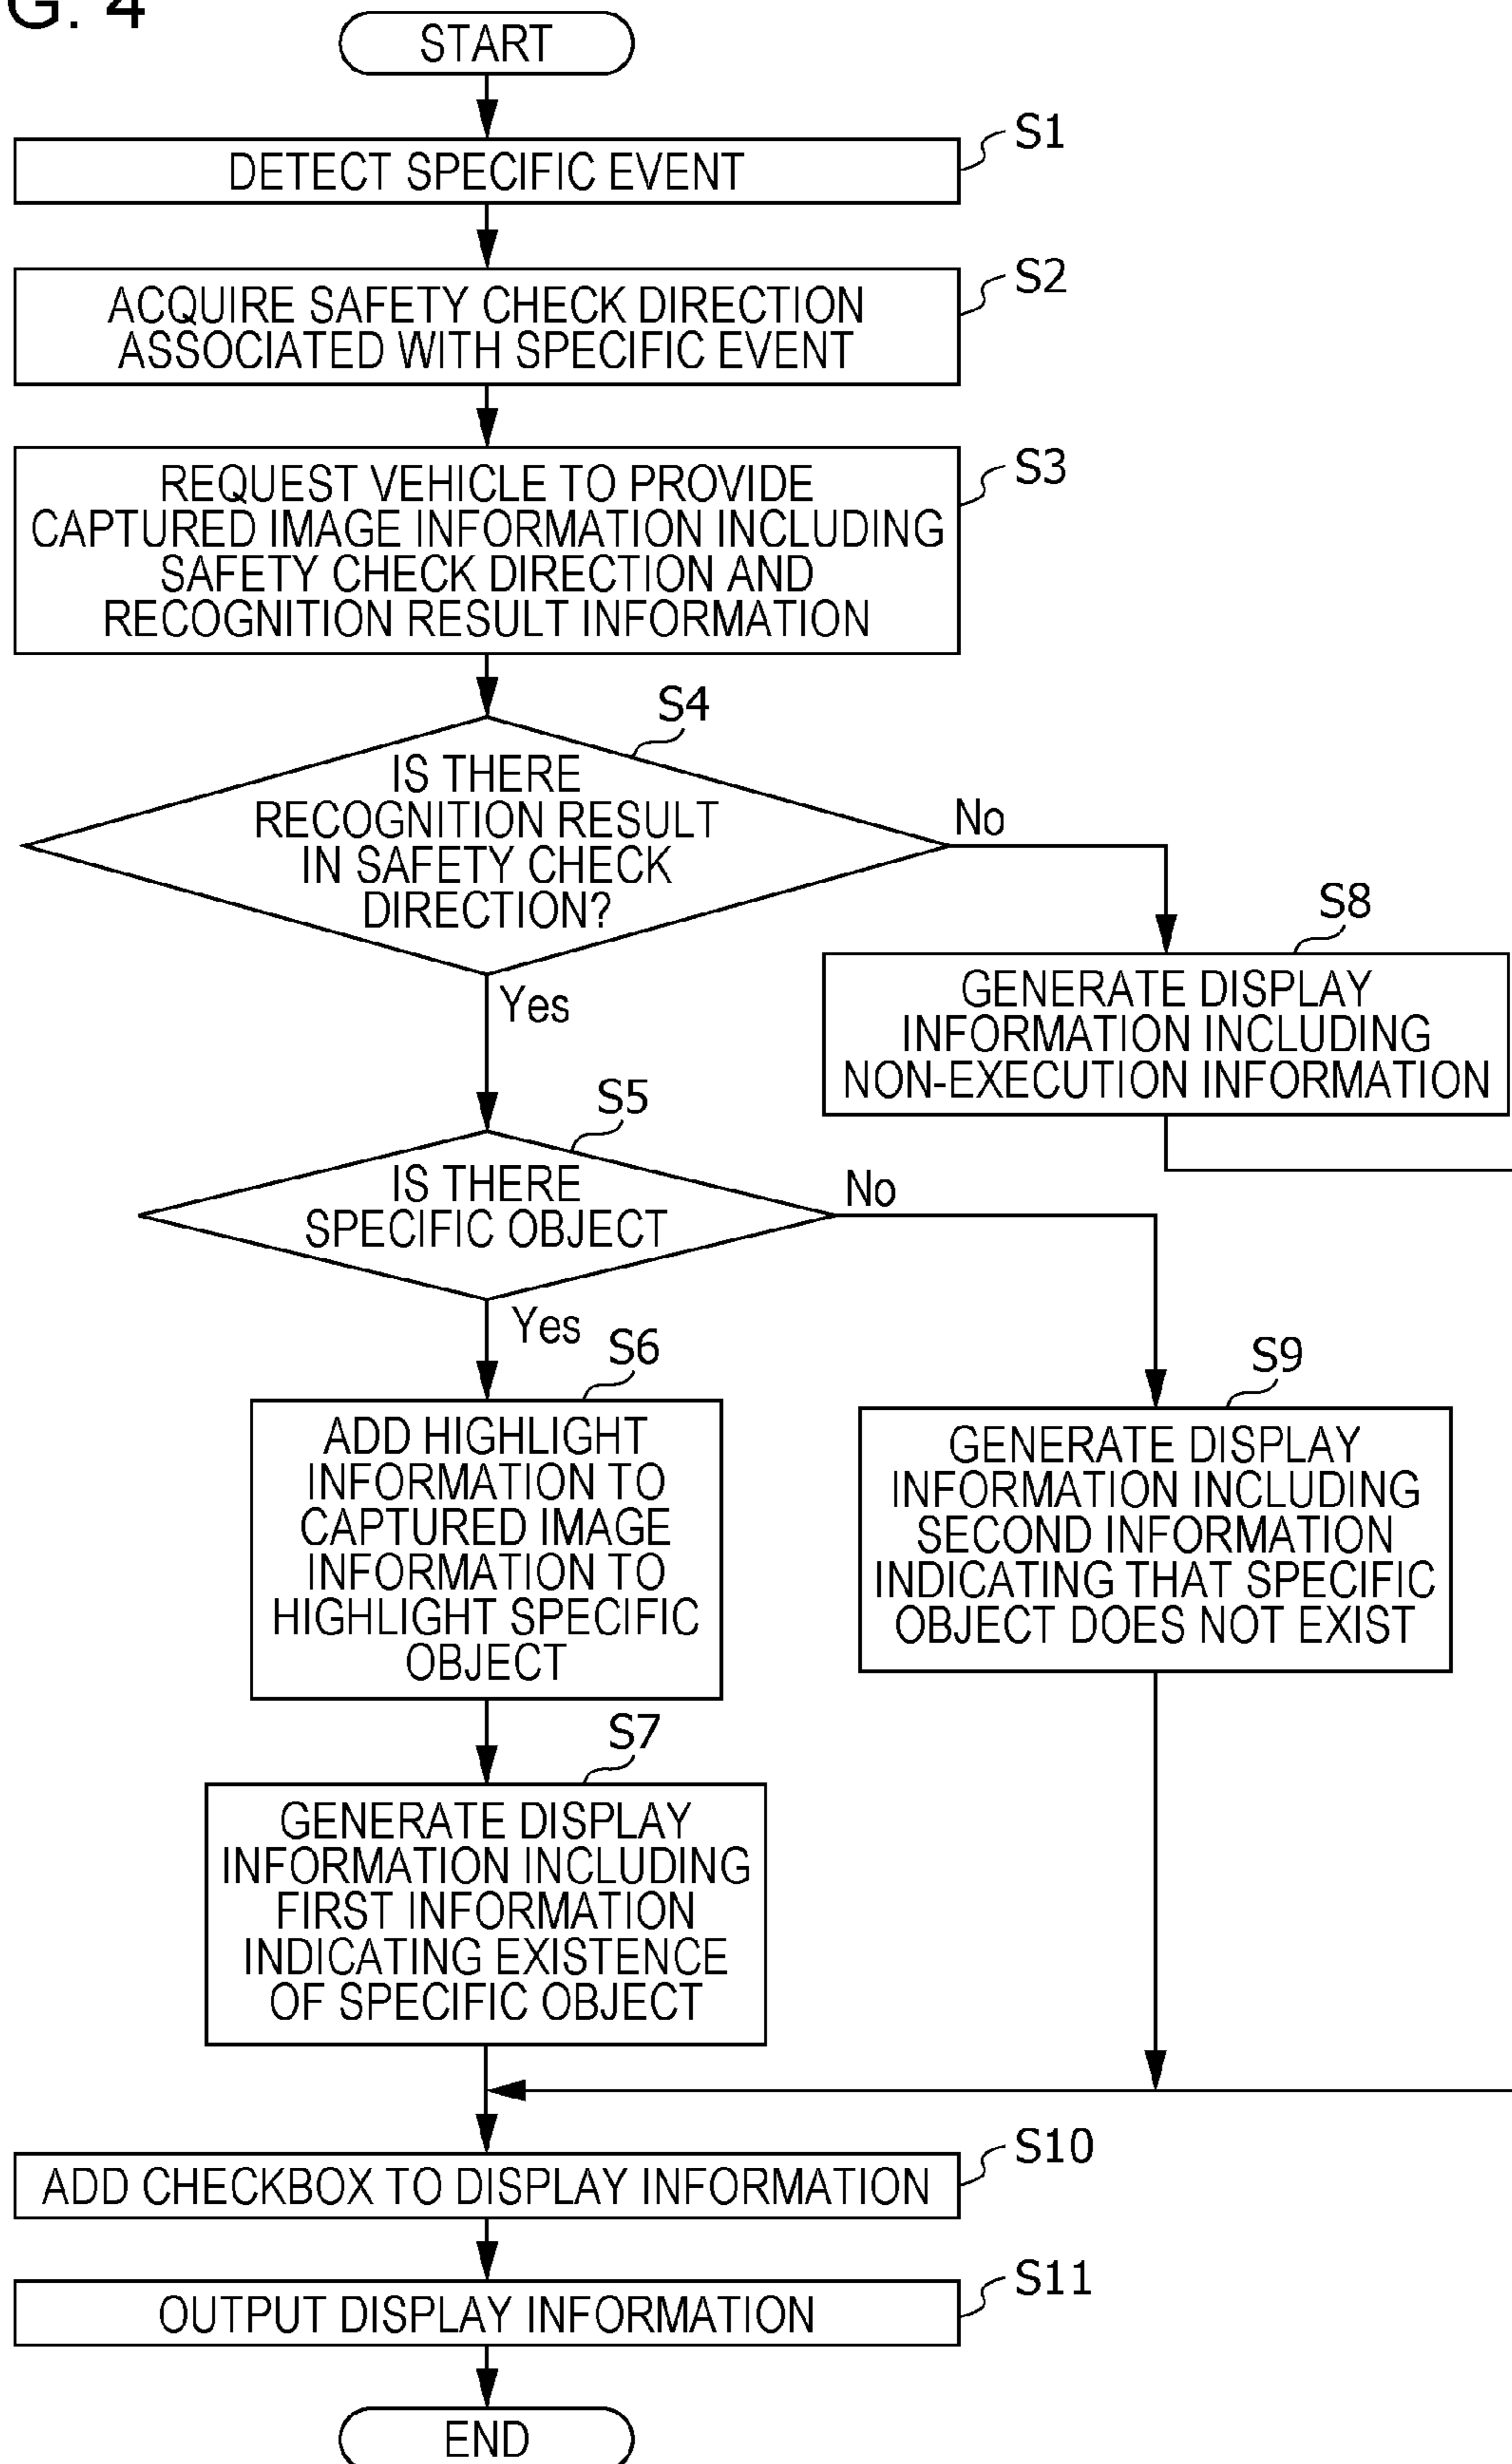 G. 4
START
S1
DETECT SPECIFIC EVENT
S2
ACQUIRE SAFETY CHECK DIRECTION
ASSOCIATED WITH SPECIFIC EVENT
S3
REQUEST VEHICLE TO PROVIDE
CAPTURED IMAGE INFORMATION INCLUDING
SAFETY CHECK DIRECTION AND
RECOGNITION RESULT INFORMATION
S4
IS THERE
RECOGNITION RESULT
IN SAFETY CHECK
DIRECTION?
No
Yes
S8
GENERATE DISPLAY
INFORMATION INCLUDING
NON-EXECUTION INFORMATION
S5
IS THERE
SPECIFIC OBJECT
No
Yes
S6
ADD HIGHLIGHT
INFORMATION TO
CAPTURED IMAGE
INFORMATION TO
HIGHLIGHT SPECIFIC
OBJECT
S9
GENERATE DISPLAY
INFORMATION INCLUDING
SECOND INFORMATION
INDICATING THAT SPECIFIC
OBJECT DOES NOT EXIST
S7
GENERATE DISPLAY
INFORMATION INCLUDING
FIRST INFORMATION
INDICATING EXISTENCE
OF SPECIFIC OBJECT
S10
ADD CHECKBOX TO DISPLAY INFORMATION
S11
OUTPUT DISPLAY INFORMATION
END